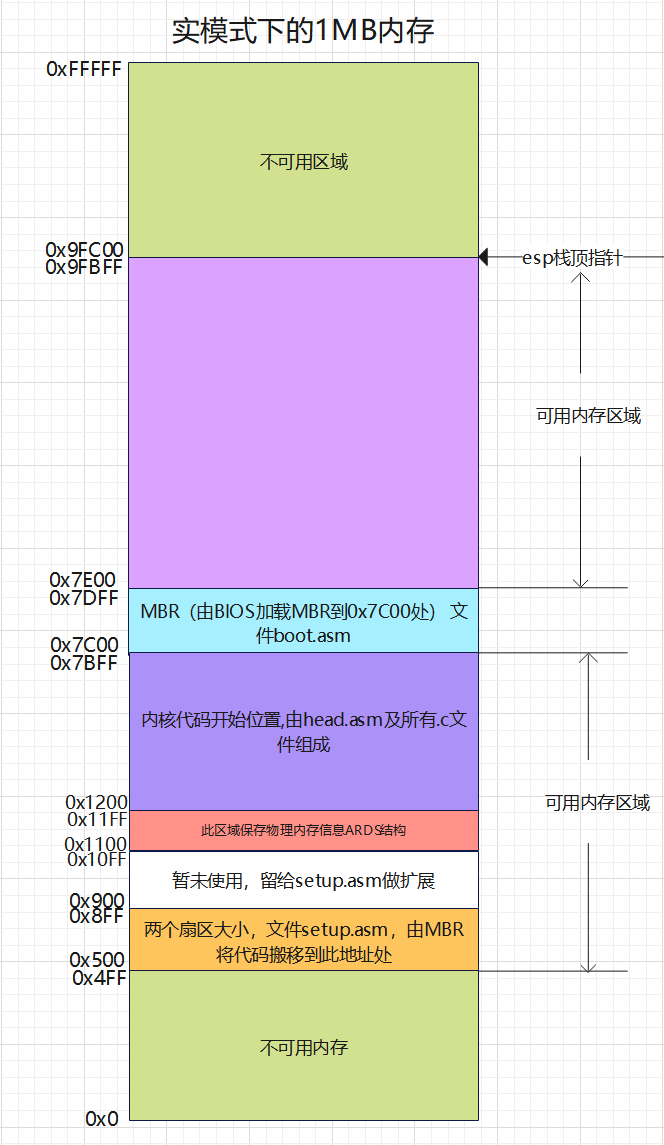 实模式下的1MB内存
0xFFFFF
不可用区域
0x9FC00
0x9FBFF
esp栈顶指针
可用内存区域
0x7E00
0x7DFF
MBR（由BIOS加载MBR到0x7C00处）文
件boot.asm
0x7C00
0x7BFF
内核代码开始位置,由head.asm及所有.c文
件组成
可用内存区域
0x1200
0x11FF
此区域保存物理内存信息ARDS结构
0x1100
0x10FF
暂未使用，留给setup.asm做扩展
0x900
0x8FF
两个扇区大小，文件setup.asm，由MBR
将代码搬移到此地址处
0x500
0x4FF
不可用内存
0x0